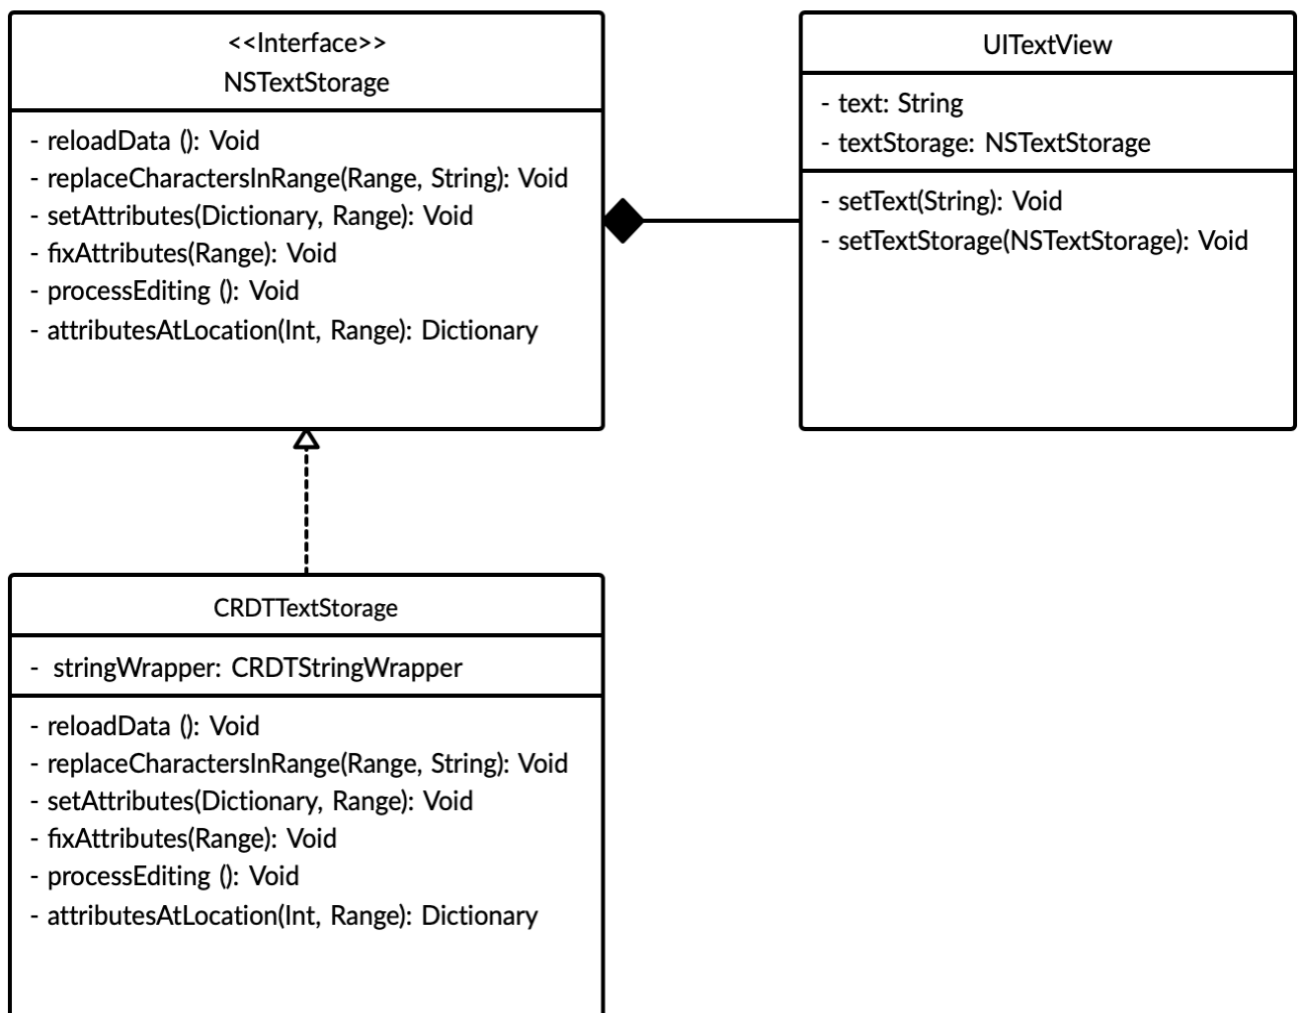 <<Interface>>
NSTextStorage
- reloadData (): Void
- replaceCharactersInRange(Range, String): Void
- setAttributes(Dictionary, Range): Void
- fixAttributes(Range): Void
- processEditing (): Void
- attributesAtLocation(Int, Range): Dictionary
UITextView
- text: String
- textStorage: NSTextStorage
- setText(String): Void
- setTextStorage(NSTextStorage): Void
CRDTTextStorage
- stringWrapper: CRDTStringWrapper
- reloadData (): Void
- replaceCharactersInRange(Range, String): Void
- setAttributes(Dictionary, Range): Void
- fixAttributes(Range): Void
- processEditing (): Void
- attributesAtLocation(Int, Range): Dictionary